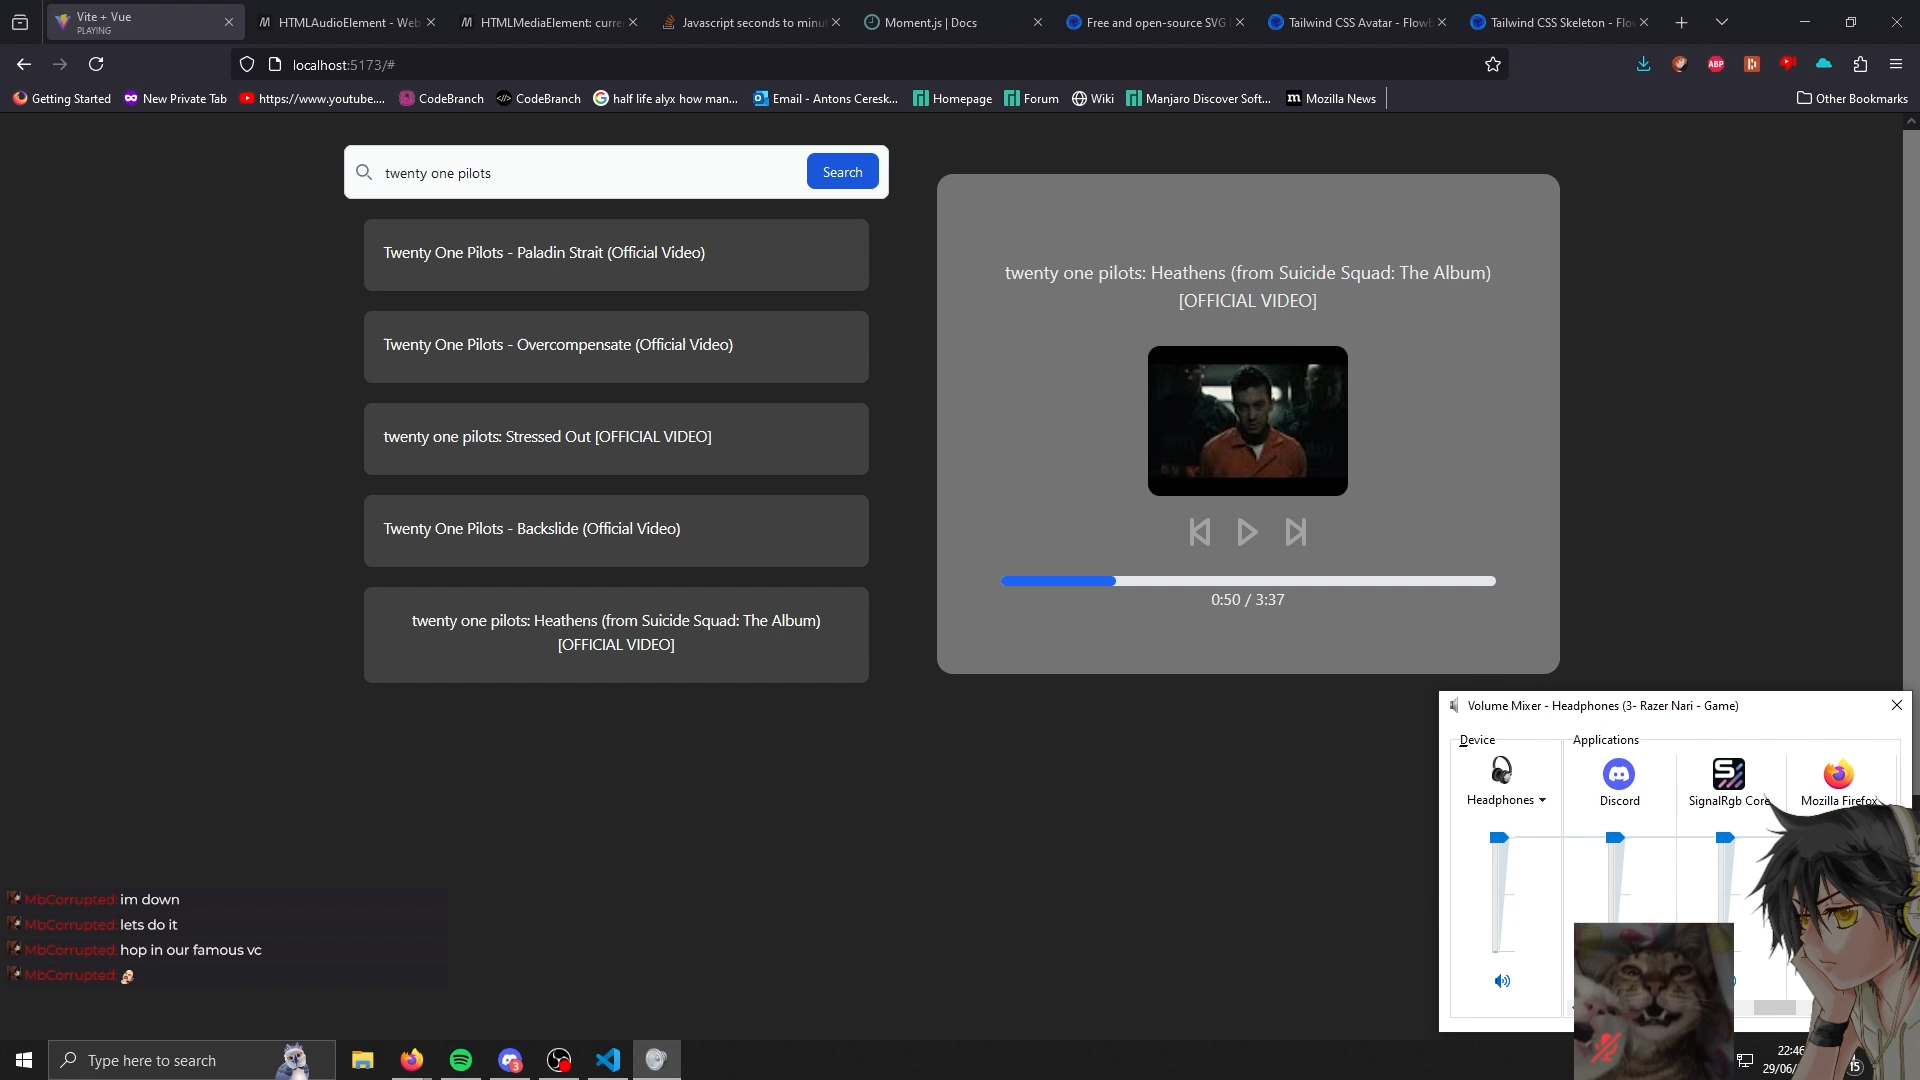 Vite + Vue
PLAYING
HTMLAudioElement - Web
HTMLMediaElement: curre
Javascript seconds to minut
Moment.js | Docs
Free and open-source SVG
Tailwind CSS Avatar - Flowb
Tailwind CSS Skeleton - Flo
localhost:5173/#
ABP
Getting Started
New Private Tab
https://www.youtube....
CodeBranch
CodeBranch
half life alyx how man...
Email - Antons Ceresk...
Homepage
Forum
Wiki
Manjaro Discover Soft...
Mozilla News
Other Bookmarks
twenty one pilots
Search
Twenty One Pilots - Paladin Strait (Official Video)
Twenty One Pilots - Overcompensate (Official Video)
twenty one pilots: Stressed Out [OFFICIAL VIDEO]
Twenty One Pilots - Backslide (Official Video)
twenty one pilots: Heathens (from Suicide Squad: The Album)
[OFFICIAL VIDEO]
twenty one pilots: Heathens (from Suicide Squad: The Album)
[OFFICIAL VIDEO]
0:50 / 3:37
Volume Mixer - Headphones (3- Razer Nari - Game)
Device
Applications
Headphones
Discord
SignalRgb Core
Mozilla Firefox
MbCorrupted: im down
MbCorrupted: lets do it
MbCorrupted: hop in our famous vc
MbCorrupted:
Type here to search
3
22:46
29/06/
15